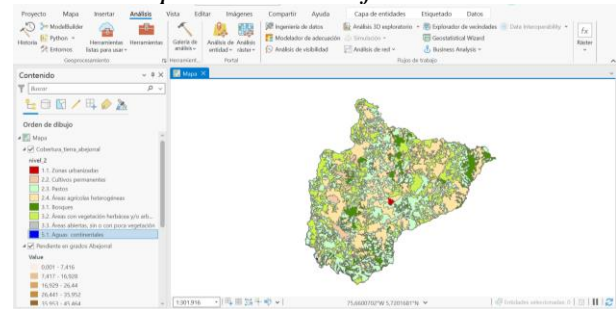 Proyecto Mapa Insertar Análisis Vista Editar Imágenes Compartir Ayuda Capa de entidades Etiquetado Datos
ModelBuilder
Historia Python
Entornos
Herramientas listas para usar
Herramientas
Galería de análisis
Análisis de entidad
Análisis ráster
Ingeniería de datos
Modelador de adecuación
Análisis de visibilidad
Análisis 3D exploratorio
Simulación
Análisis de red
Explorador de vecindades
Geostatistical Wizard
Business Analysis
Data Interoperability
fx
Ráster
Geoprocesamiento
Portal
Flujos de trabajo
Contenido
Mapa
Buscar
Orden de dibujo
Mapa
Cobertura_tierra_abejorral
nivel_2
1.1. Zonas urbanizadas
2.2. Cultivos permanentes
2.3. Pastos
2.4. Áreas agrícolas heterogéneas
3.1. Bosques
3.2. Áreas con vegetación herbácea y/o arb...
3.3. Áreas abiertas, sin o con poca vegetación
5.1. Aguas continentales
Pendiente en grados Abejorral
Value
0,001 - 7,416
7,417 - 16,928
16,929 - 26,44
26,441 - 35,952
35,953 - 45,464
1:301.916
Entidades seleccionadas: 0